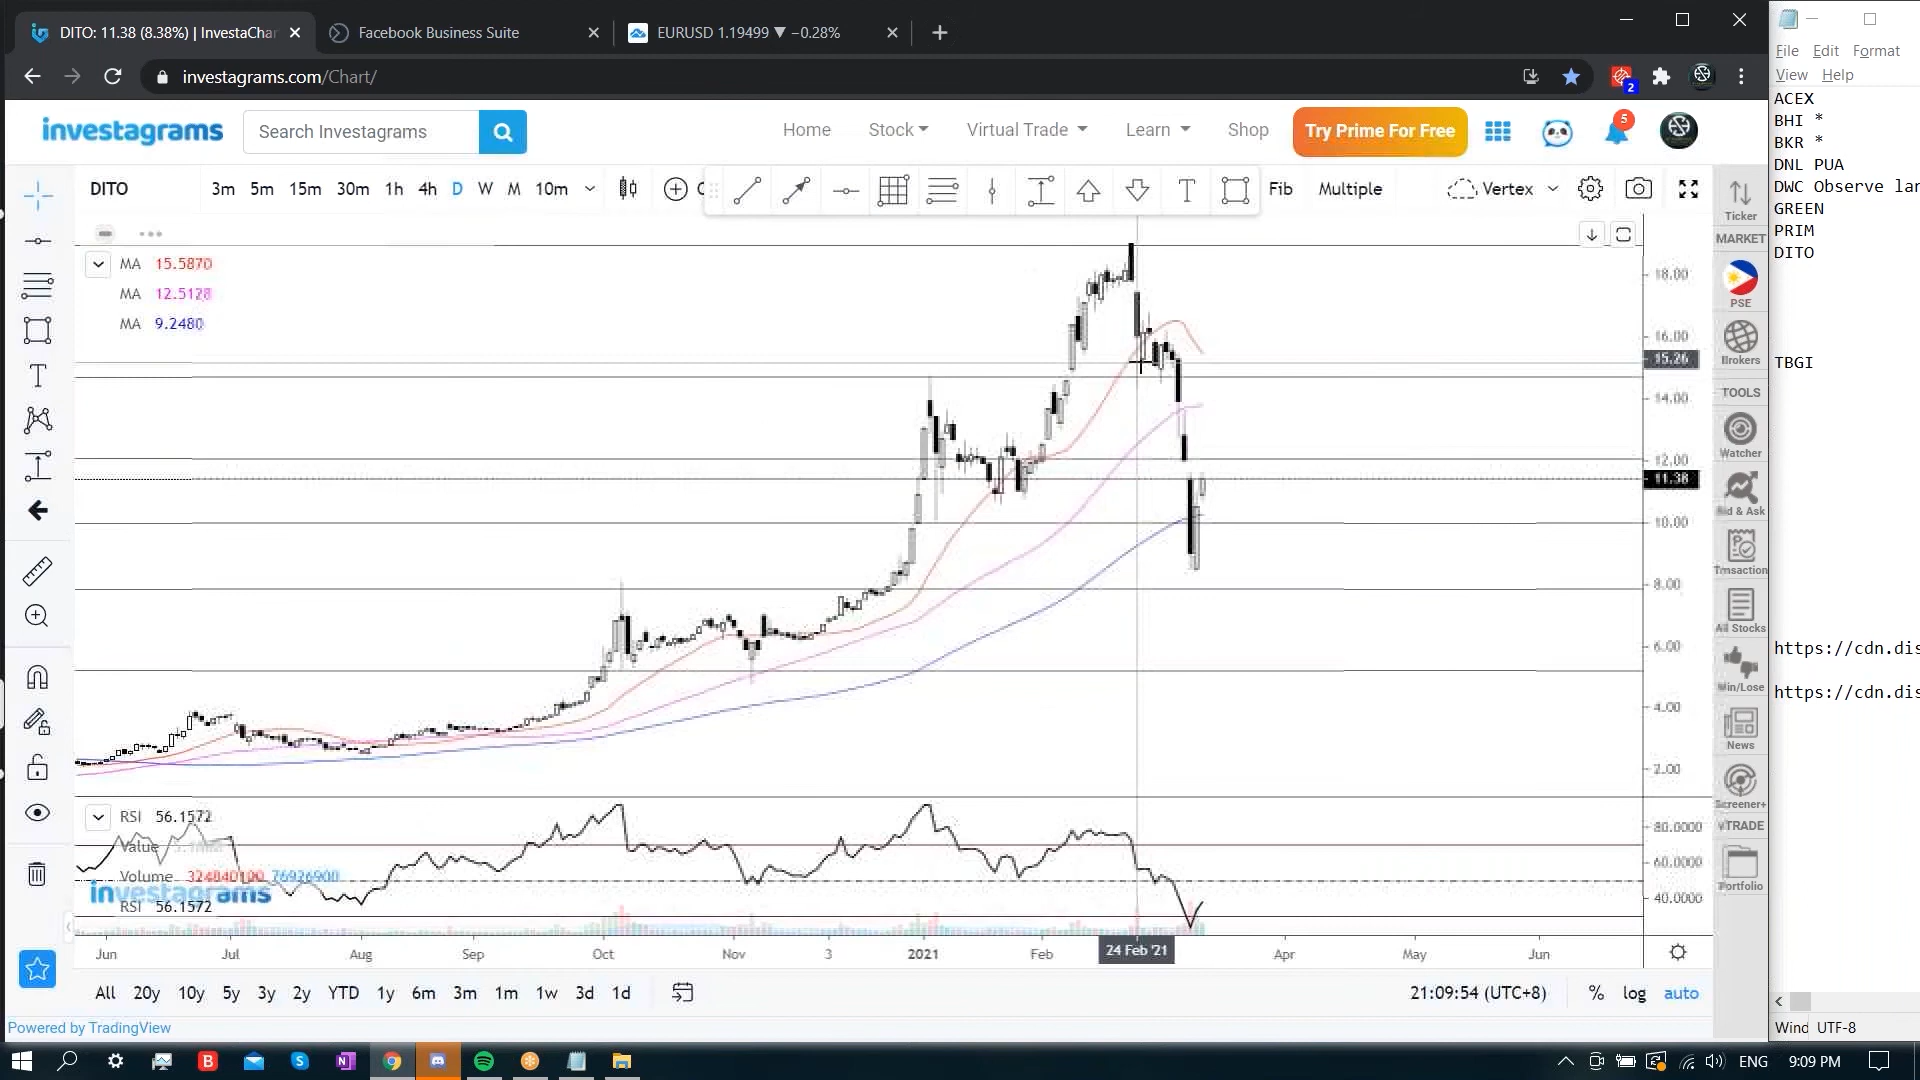 DITO: 11.38 (8.38%) | InvestaChar
Facebook Business Suite
EURUSD 1.19499 ▼ −0.28%
investagrams.com/Chart/
2
File Edit Format
View Help
investagrams
Search Investagrams
Home Stock Virtual Trade Learn Shop
Try Prime For Free
5
DITO
3m 5m 15m 30m 1h 4h D W M 10m
Fib Multiple Vertex
MA 15.5870
MA 12.5128
MA 9.2480
18.00
16.00
15.26
14.00
12.00
11.38
10.00
8.00
6.00
4.00
2.00
RSI 56.1572
Value
Volume 324840100 76926900
investagrams
RSI 56.1572
80.0000
60.0000
40.0000
Jun Jul Aug Sep Oct Nov 3 2021 Feb 24 Feb '21 Apr May Jun
All 20y 10y 5y 3y 2y YTD 1y 6m 3m 1m 1w 3d 1d
21:09:54 (UTC+8) % log auto
Powered by TradingView
Ticker
MARKET
PSE
Brokers
TOOLS
Watcher
Bid & Ask
Trnsaction
All Stocks
Win/Lose
News
Screener+
vTRADE
Portfolio
ACEX
BHI *
BKR *
DNL PUA
DWC Observe lan
GREEN
PRIM
DITO
TBGI
https://cdn.dis
https://cdn.dis
Wind UTF-8
ENG 9:09 PM